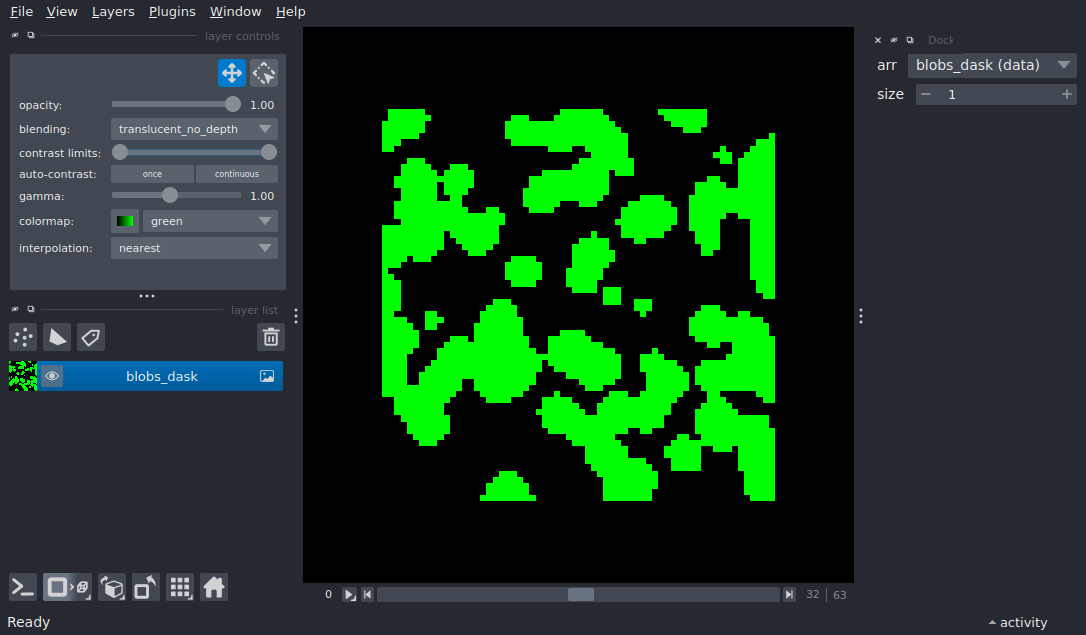 File View Layers Plugins Window Help
layer controls
opacity: 1.00
blending: translucent_no_depth
contrast limits:
auto-contrast: once continuous
gamma: 1.00
colormap: green
interpolation: nearest
layer list
blobs_dask
Dock
arr blobs_dask (data)
size 1
0 32 63
Ready
activity